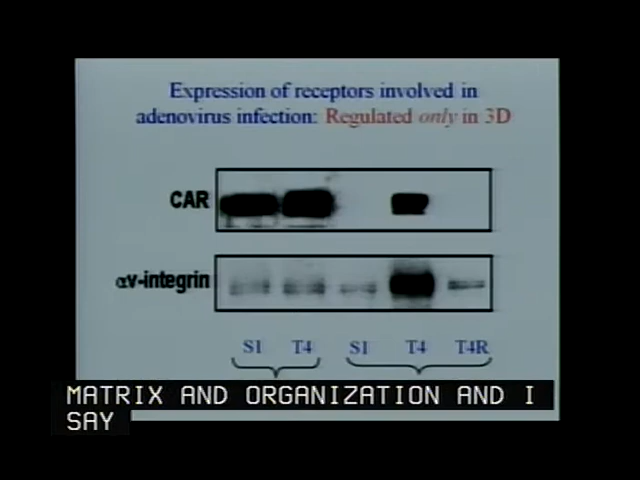 Expression of receptors involved in
adenovirus infection: Regulated only in 3D
CAR
αv-integrin
S1 T4 S1 T4 T4R
MATRIX AND ORGANIZATION AND I
SAY